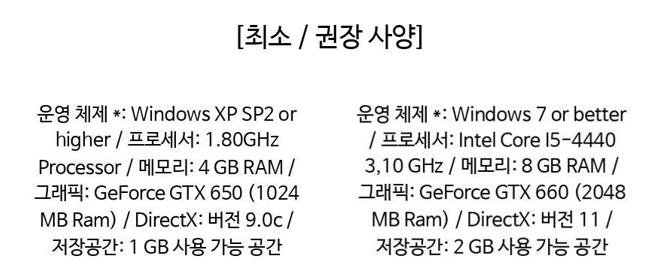 [최소 / 권장 사양]
운영 체제 *: Windows XP SP2 or
higher / 프로세서: 1.80GHz
Processor / 메모리: 4 GB RAM /
그래픽: GeForce GTX 650 (1024
MB Ram) / DirectX: 버전 9.0c /
저장공간: 1 GB 사용 가능 공간
운영 체제 *: Windows 7 or better
/ 프로세서: Intel Core I5-4440
3,10 GHz / 메모리: 8 GB RAM /
그래픽: GeForce GTX 660 (2048
MB Ram) / DirectX: 버전 11 /
저장공간: 2 GB 사용 가능 공간